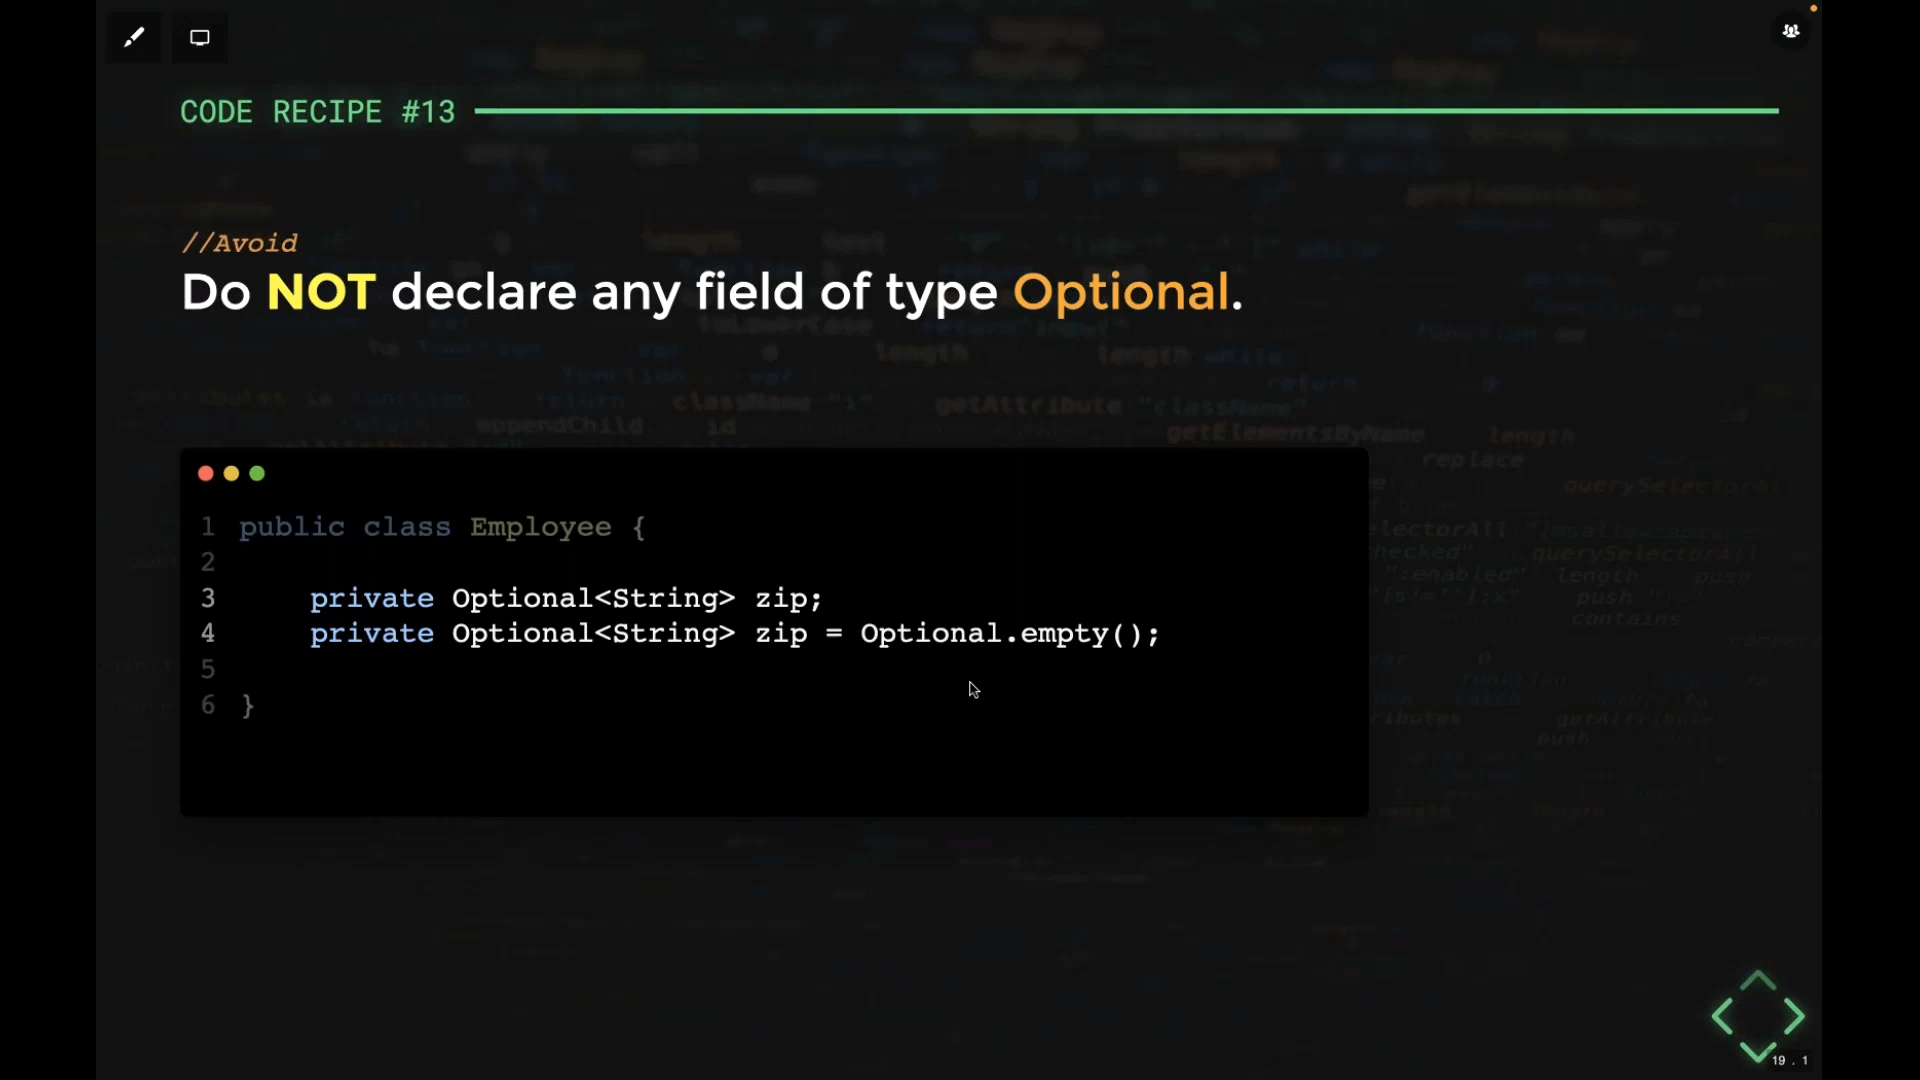 CODE RECIPE #13
//Avoid
Do NOT declare any field of type Optional.
1 public class Employee {
2
3     private Optional<String> zip;
4     private Optional<String> zip = Optional.empty();
5
6 }
19 . 1